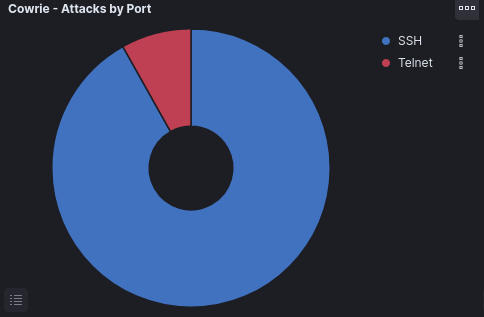 Cowrie - Attacks by Port
SSH
Telnet